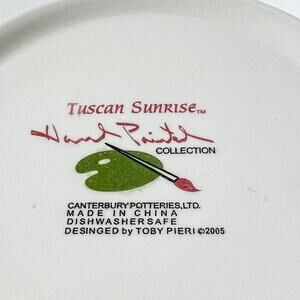 Tuscan Sunrise™
Hand Painted
COLLECTION
CANTERBURY POTTERIES,LTD.
MADE IN CHINA
DISHWASHERSAFE
DESINGED by TOBY PIERI ©2005